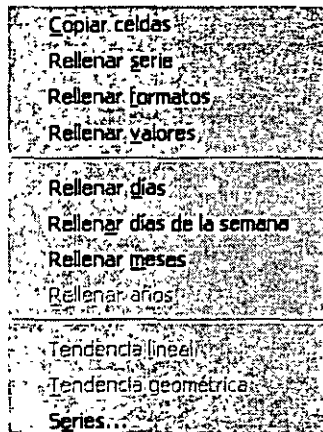 Copiar celdas
Rellenar serie
Rellenar formatos
Rellenar valores
Rellenar días
Rellenar días de la semana
Rellenar meses
Rellenar años
Tendencia lineal
Tendencia geométrica
Series...